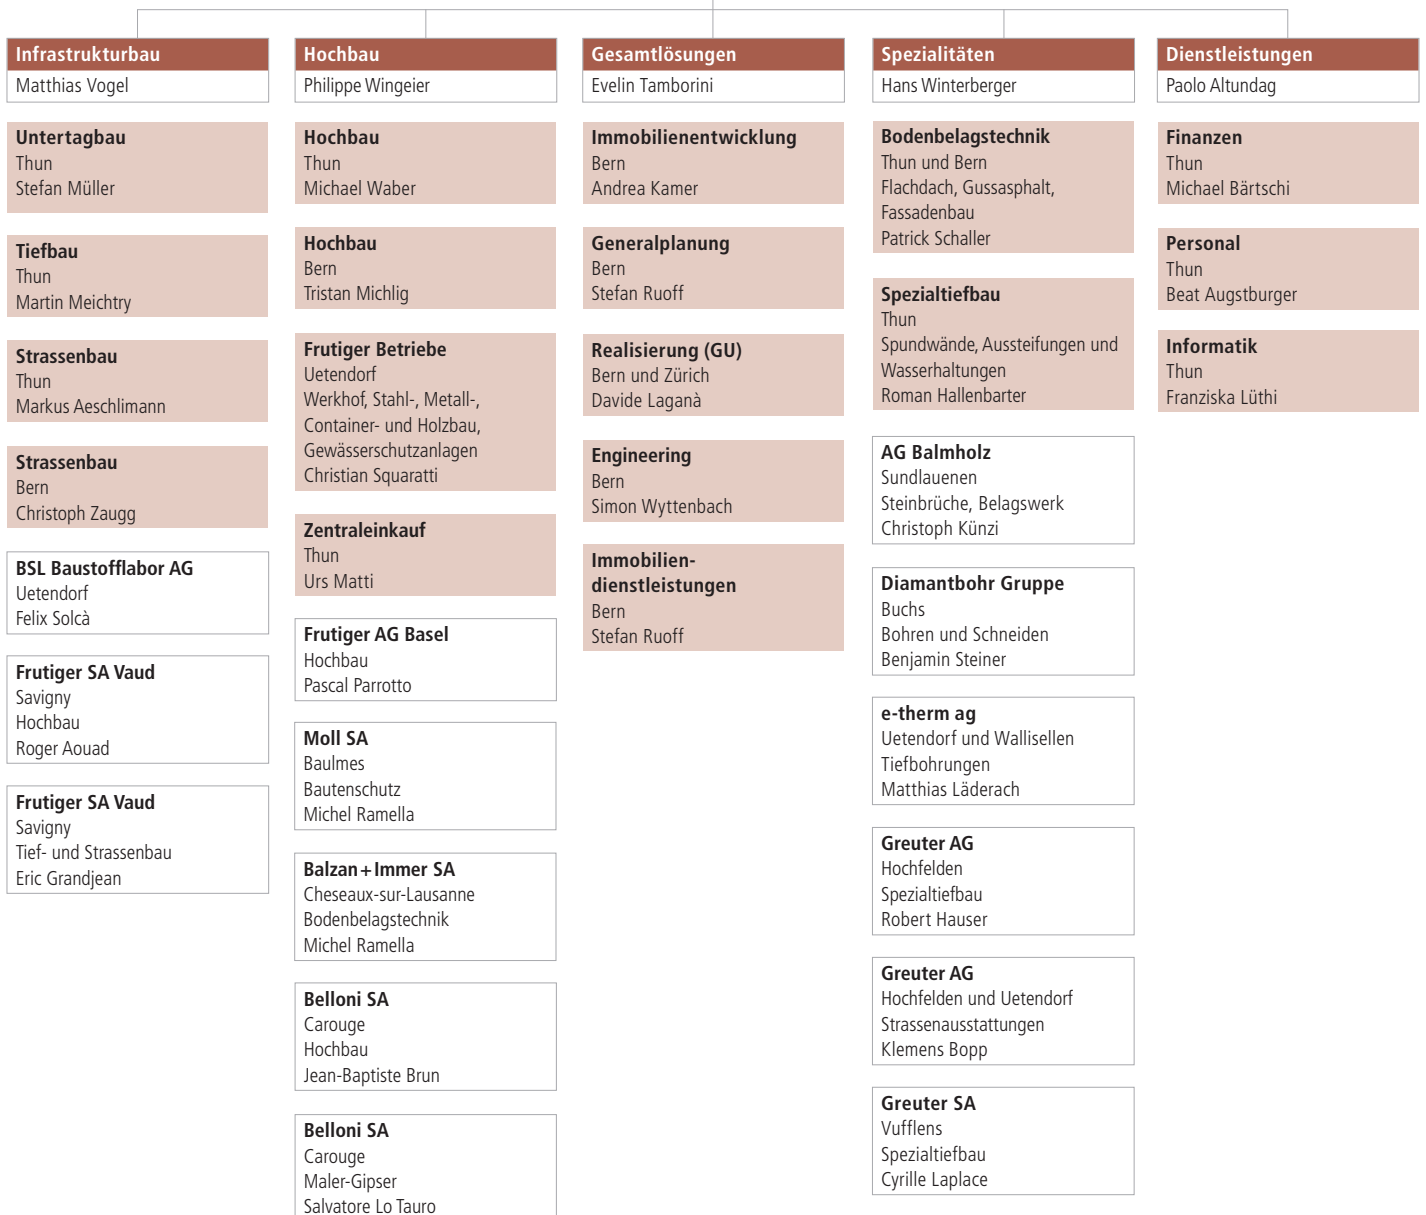 Infrastrukturbau
Matthias Vogel
Untertagbau
Thun
Stefan Müller
Tiefbau
Thun
Martin Meichtry
Strassenbau
Thun
Markus Aeschlimann
Strassenbau
Bern
Christoph Zaugg
BSL Baustofflabor AG
Uetendorf
Felix Solcà
Frutiger SA Vaud
Savigny
Hochbau
Roger Aouad
Frutiger SA Vaud
Savigny
Tief- und Strassenbau
Eric Grandjean
Hochbau
Philippe Wingeier
Hochbau
Thun
Michael Waber
Hochbau
Bern
Tristan Michlig
Frutiger Betriebe
Uetendorf
Werkhof, Stahl-, Metall-,
Container- und Holzbau,
Gewässerschutzanlagen
Christian Squaratti
Zentraleinkauf
Thun
Urs Matti
Frutiger AG Basel
Hochbau
Pascal Parrotto
Moll SA
Baulmes
Bautenschutz
Michel Ramella
Balzan+Immer SA
Cheseaux-sur-Lausanne
Bodenbelagstechnik
Michel Ramella
Belloni SA
Carouge
Hochbau
Jean-Baptiste Brun
Belloni SA
Carouge
Maler-Gipser
Salvatore Lo Tauro
Gesamtlösungen
Evelin Tamborini
Immobilienentwicklung
Bern
Andrea Kamer
Generalplanung
Bern
Stefan Ruoff
Realisierung (GU)
Bern und Zürich
Davide Laganà
Engineering
Bern
Simon Wyttenbach
Immobilien-
dienstleistungen
Bern
Stefan Ruoff
Spezialitäten
Hans Winterberger
Bodenbelagstechnik
Thun und Bern
Flachdach, Gussasphalt,
Fassadenbau
Patrick Schaller
Spezialtiefbau
Thun
Spundwände, Aussteifungen und
Wasserhaltungen
Roman Hallenbarter
AG Balmholz
Sundlauenen
Steinbrüche, Belagswerk
Christoph Künzi
Diamantbohr Gruppe
Buchs
Bohren und Schneiden
Benjamin Steiner
e-therm ag
Uetendorf und Wallisellen
Tiefbohrungen
Matthias Läderach
Greuter AG
Hochfelden
Spezialtiefbau
Robert Hauser
Greuter AG
Hochfelden und Uetendorf
Strassenausstattungen
Klemens Bopp
Greuter SA
Vufflens
Spezialtiefbau
Cyrille Laplace
Dienstleistungen
Paolo Altundag
Finanzen
Thun
Michael Bärtschi
Personal
Thun
Beat Augstburger
Informatik
Thun
Franziska Lüthi